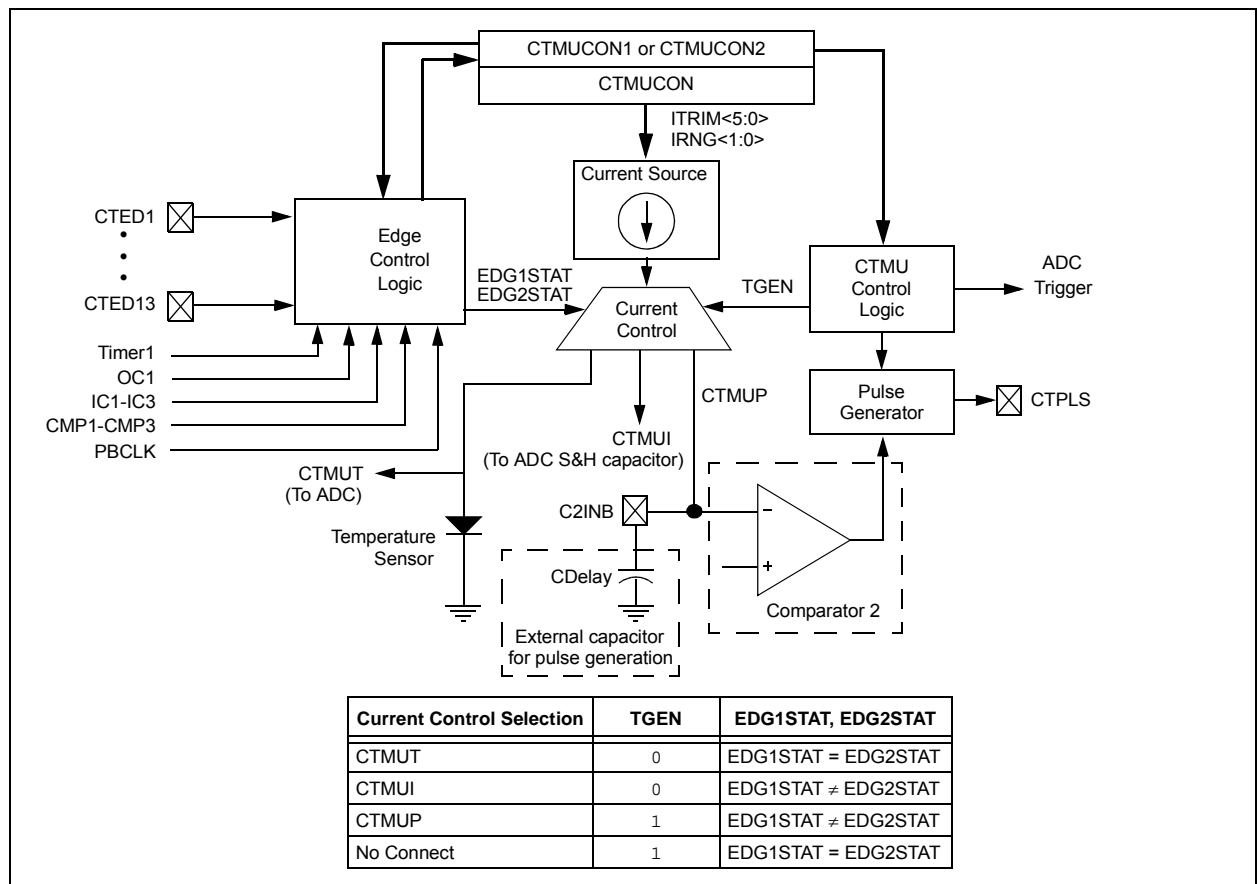 CTMUCON1 or CTMUCON2
CTMUCON
ITRIM<5:0>
IRNG<1:0>
Current Source
CTED1
CTED13
Edge
Control
Logic
EDG1STAT
EDG2STAT
Current
Control
TGEN
CTMU
Control
Logic
ADC
Trigger
Timer1
OC1
IC1-IC3
CMP1-CMP3
PBCLK
CTMUP
Pulse
Generator
CTPLS
CTMUT
(To ADC)
CTMUI
(To ADC S&H capacitor)
C2INB
Temperature
Sensor
CDelay
External capacitor
for pulse generation
−
+
Comparator 2
Current Control Selection TGEN EDG1STAT, EDG2STAT
CTMUT 0 EDG1STAT = EDG2STAT
CTMUI 0 EDG1STAT ≠ EDG2STAT
CTMUP 1 EDG1STAT ≠ EDG2STAT
No Connect 1 EDG1STAT = EDG2STAT